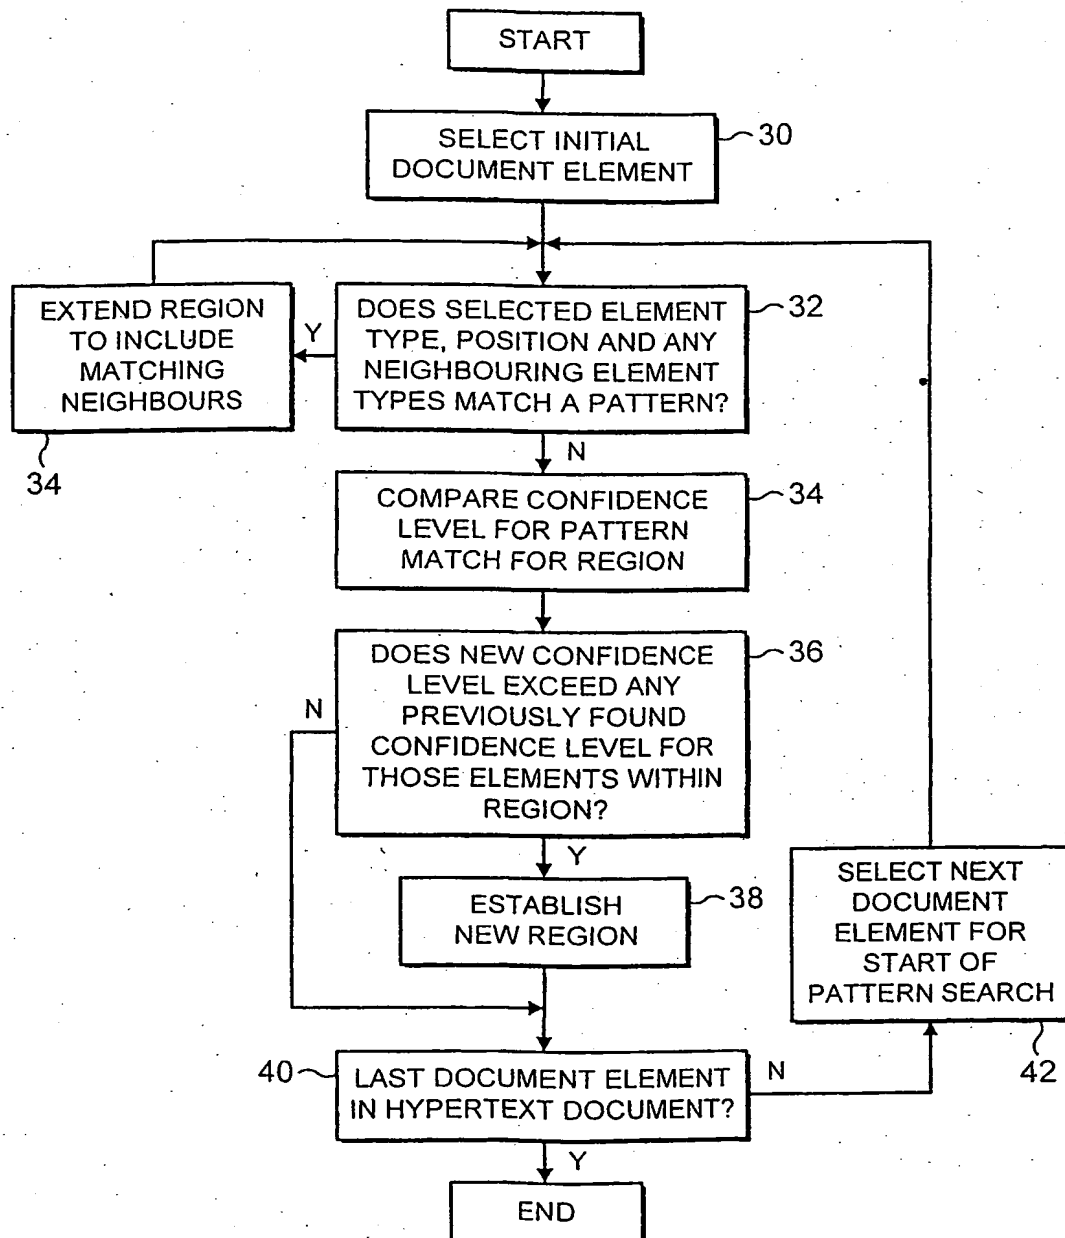 START
SELECT INITIAL
DOCUMENT ELEMENT
30
EXTEND REGION
TO INCLUDE
MATCHING
NEIGHBOURS
34
Y
DOES SELECTED ELEMENT
TYPE, POSITION AND ANY
NEIGHBOURING ELEMENT
TYPES MATCH A PATTERN?
32
N
COMPARE CONFIDENCE
LEVEL FOR PATTERN
MATCH FOR REGION
34
DOES NEW CONFIDENCE
LEVEL EXCEED ANY
PREVIOUSLY FOUND
CONFIDENCE LEVEL FOR
THOSE ELEMENTS WITHIN
REGION?
36
N
Y
ESTABLISH
NEW REGION
38
SELECT NEXT
DOCUMENT
ELEMENT FOR
START OF
PATTERN SEARCH
42
40
LAST DOCUMENT ELEMENT
IN HYPERTEXT DOCUMENT?
N
Y
END